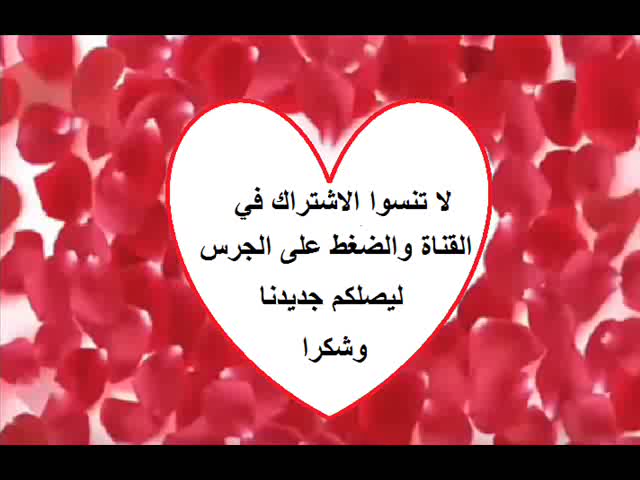 لا تنسوا الاشتراك في
القناة والضغط على الجرس
ليصلكم جديدنا
وشكرا